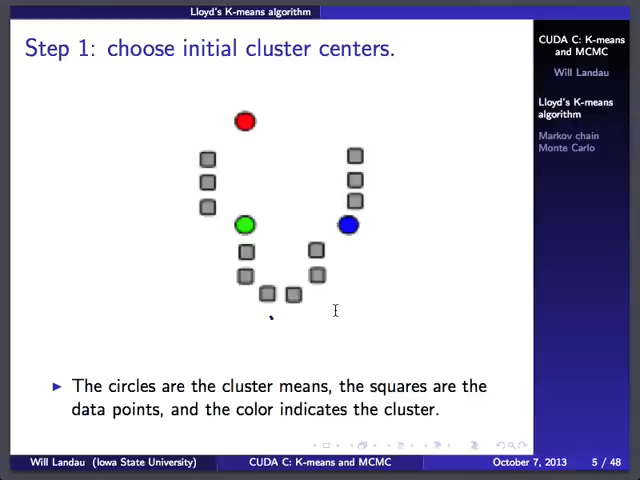 Lloyd's K-means algorithm
Step 1: choose initial cluster centers.
CUDA C: K-means
and MCMC
Will Landau
Lloyd's K-means
algorithm
Markov chain
Monte Carlo
The circles are the cluster means, the squares are the
data points, and the color indicates the cluster.
Will Landau (Iowa State University) CUDA C: K-means and MCMC October 7, 2013 5 / 48